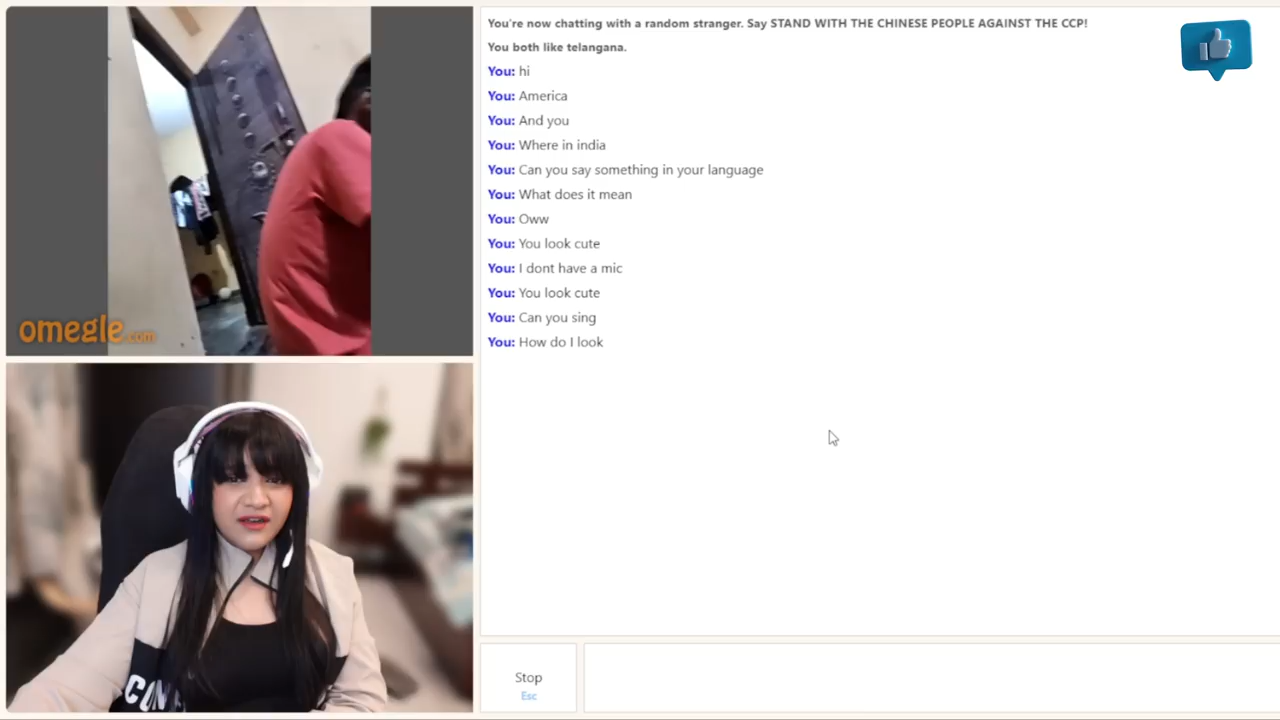 You're now chatting with a random stranger. Say STAND WITH THE CHINESE PEOPLE AGAINST THE CCP!
You both like telangana.
You: hi
You: America
You: And you
You: Where in india
You: Can you say something in your language
You: What does it mean
You: Oww
You: You look cute
You: I dont have a mic
You: You look cute
You: Can you sing
You: How do I look
omegle.com
Stop
Esc